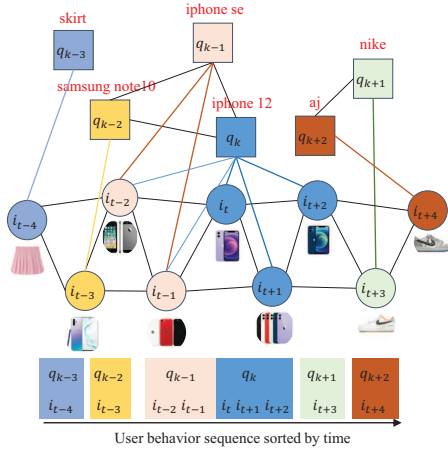 iphone se
skirt
q_{k−1}
nike
q_{k−3}
samsung note10
q_{k+1}
iphone 12
aj
q_{k−2}
q_k
q_{k+2}
i_{t−2}
i_t
i_{t+2}
i_{t−4}
i_{t+4}
i_{t−3}
i_{t−1}
i_{t+1}
i_{t+3}
q_{k−3} q_{k−2} q_{k−1} q_k q_{k+1} q_{k+2}
i_{t−4} i_{t−3} i_{t−2} i_{t−1} i_t i_{t+1} i_{t+2} i_{t+3} i_{t+4}
User behavior sequence sorted by time